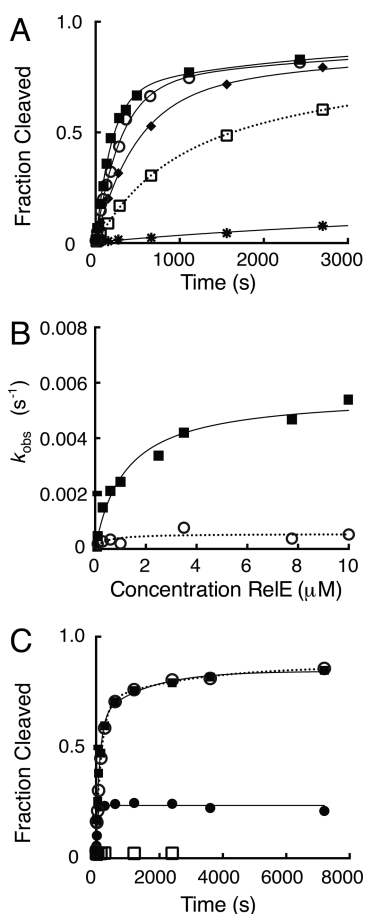 A
Fraction Cleaved
1.0
0.5
0
0 1000 2000 3000
Time (s)
B
k obs (s-1)
0.008
0.006
0.004
0.002
0
0 2 4 6 8 10
Concentration RelE (μM)
C
Fraction Cleaved
1.0
0.5
0
0 2000 4000 6000 8000
Time (s)